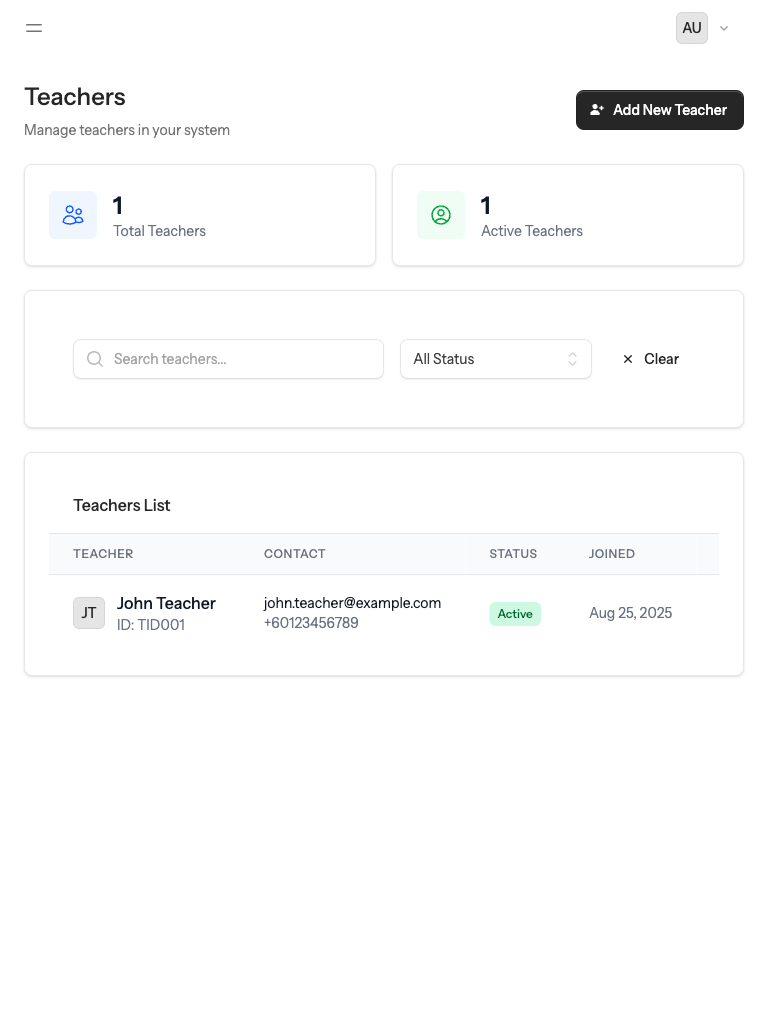 AU
Teachers
Manage teachers in your system
Add New Teacher
1
Total Teachers
1
Active Teachers
Search teachers...
All Status
Clear
Teachers List
TEACHER CONTACT STATUS JOINED
JT
John Teacher
ID: TID001
john.teacher@example.com
+60123456789
Active
Aug 25, 2025